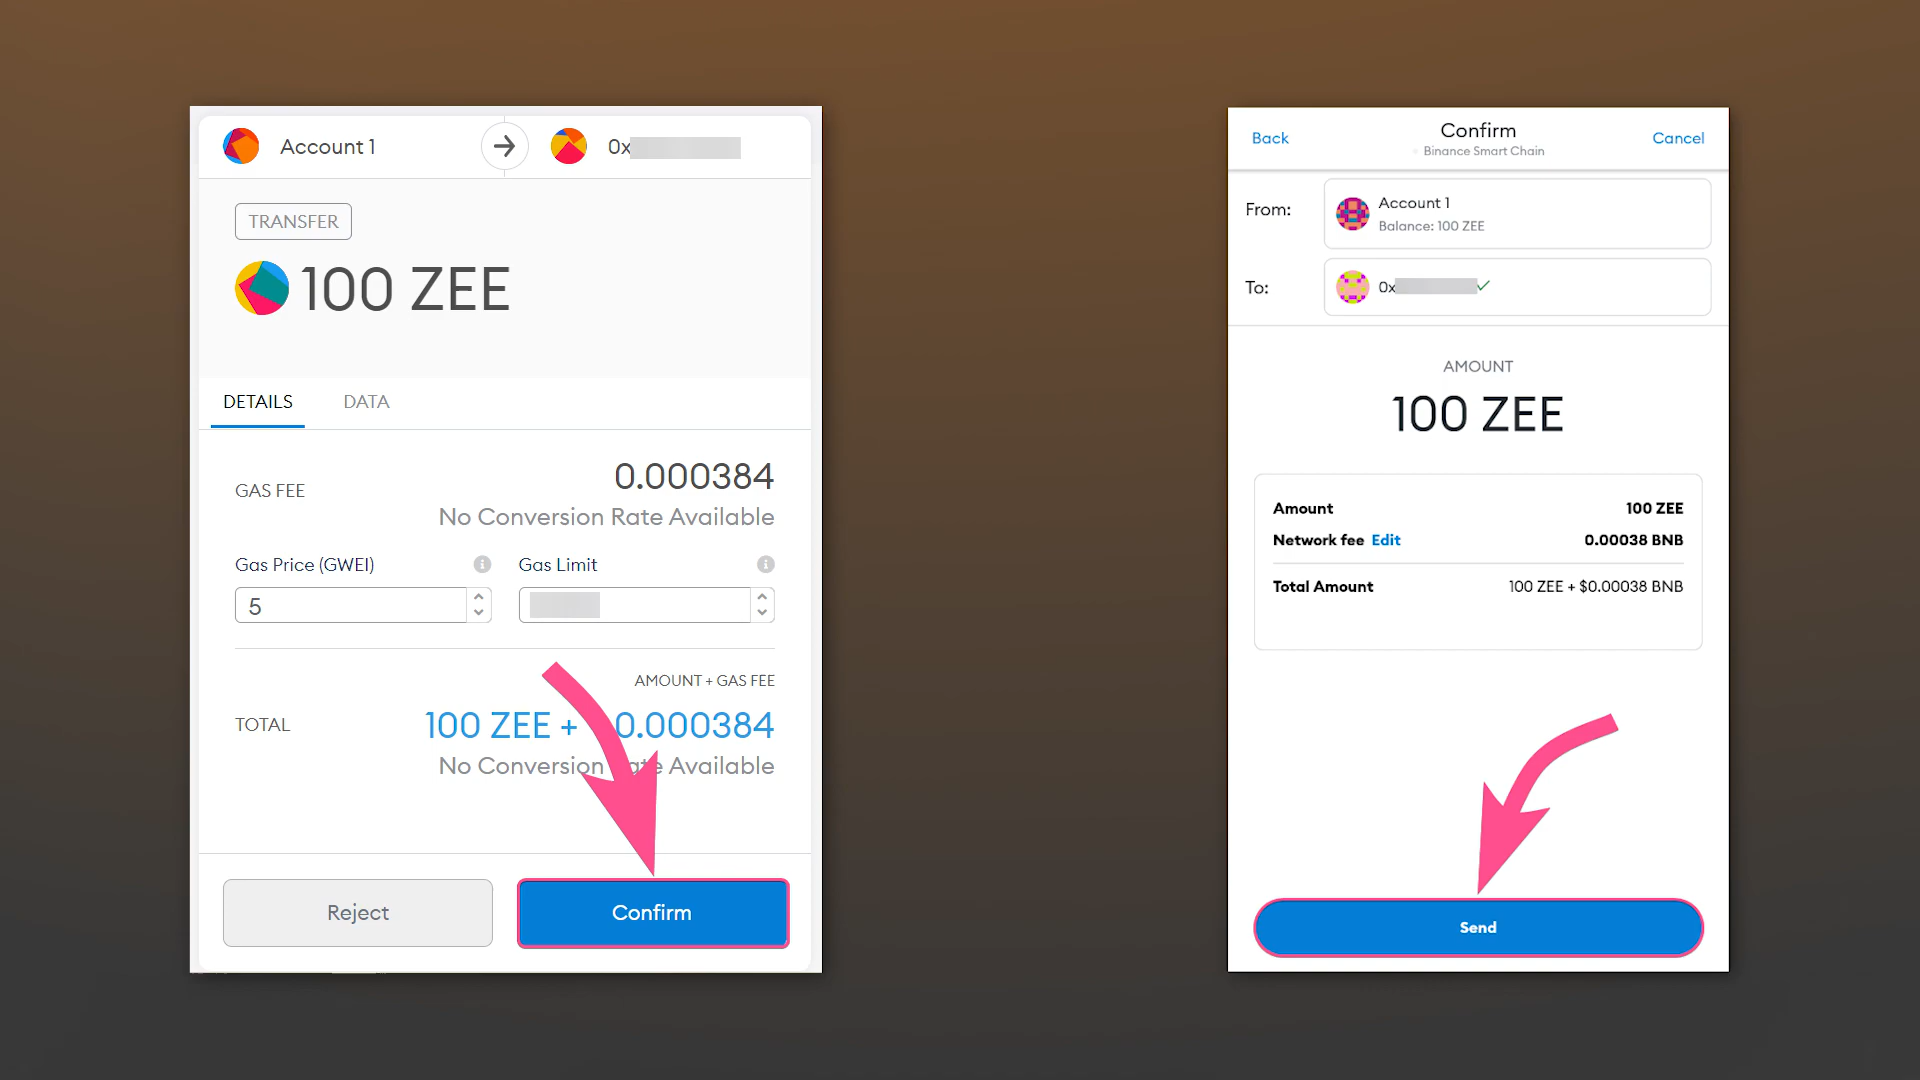 Account 1
0x
TRANSFER
100 ZEE
DETAILS DATA
GAS FEE
0.000384
No Conversion Rate Available
Gas Price (GWEI)
Gas Limit
5
AMOUNT + GAS FEE
TOTAL
100 ZEE + 0.000384
No Conversion Rate Available
Reject
Confirm
Back
Confirm
Cancel
Binance Smart Chain
From:
Account 1
Balance: 100 ZEE
To:
0x
AMOUNT
100 ZEE
Amount 100 ZEE
Network fee Edit 0.00038 BNB
Total Amount 100 ZEE + $0.00038 BNB
Send